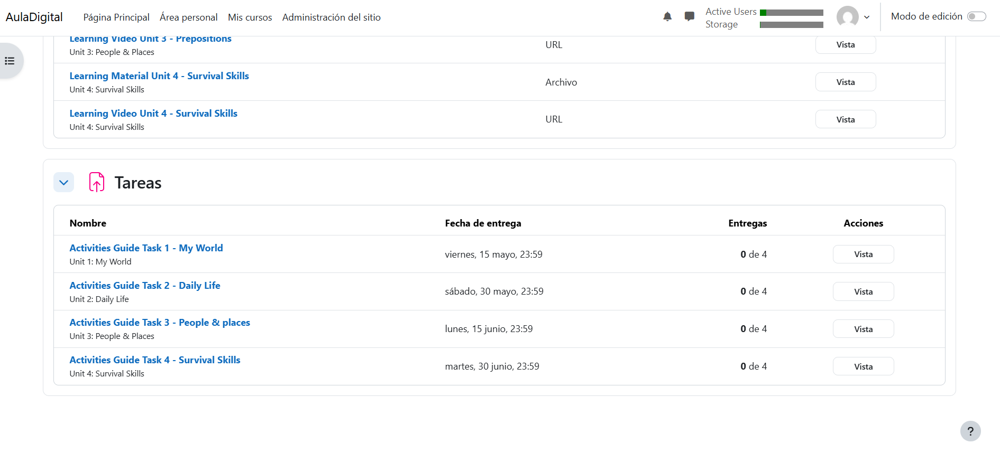 AulaDigital Página Principal Área personal Mis cursos Administración del sitio Active Users Modo de edición
Storage
Learning Video Unit 3 - Prepositions
Unit 3: People & Places URL Vista
Learning Material Unit 4 - Survival Skills
Unit 4: Survival Skills Archivo Vista
Learning Video Unit 4 - Survival Skills
Unit 4: Survival Skills URL Vista
Tareas
Nombre Fecha de entrega Entregas Acciones
Activities Guide Task 1 - My World
Unit 1: My World viernes, 15 mayo, 23:59 0 de 4 Vista
Activities Guide Task 2 - Daily Life
Unit 2: Daily Life sábado, 30 mayo, 23:59 0 de 4 Vista
Activities Guide Task 3 - People & places
Unit 3: People & Places lunes, 15 junio, 23:59 0 de 4 Vista
Activities Guide Task 4 - Survival Skills
Unit 4: Survival Skills martes, 30 junio, 23:59 0 de 4 Vista
?